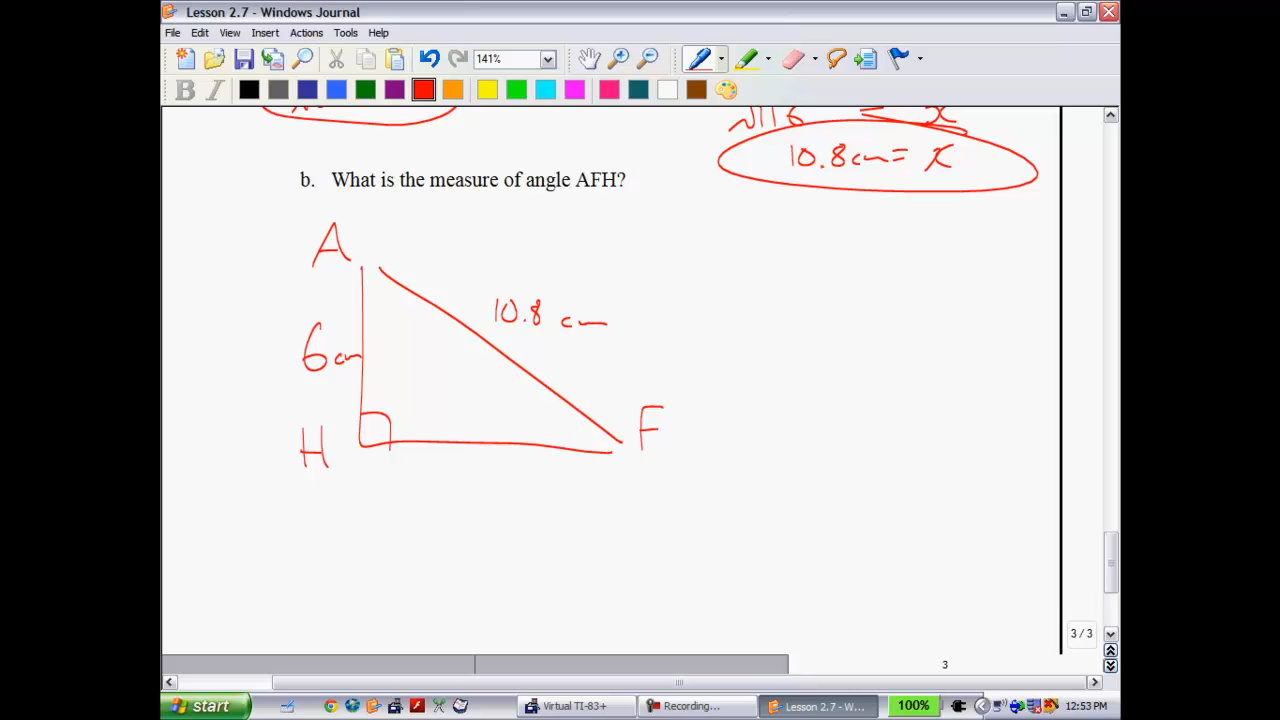 Lesson 2.7 - Windows Journal
File Edit View Insert Actions Tools Help
141%
B I
√116 = x
10.8cm = x
b. What is the measure of angle AFH?
A
10.8 cm
6cm
F
H
3 / 3
3
start
Virtual TI-83+
Recording...
Lesson 2.7 - W...
100%
12:53 PM